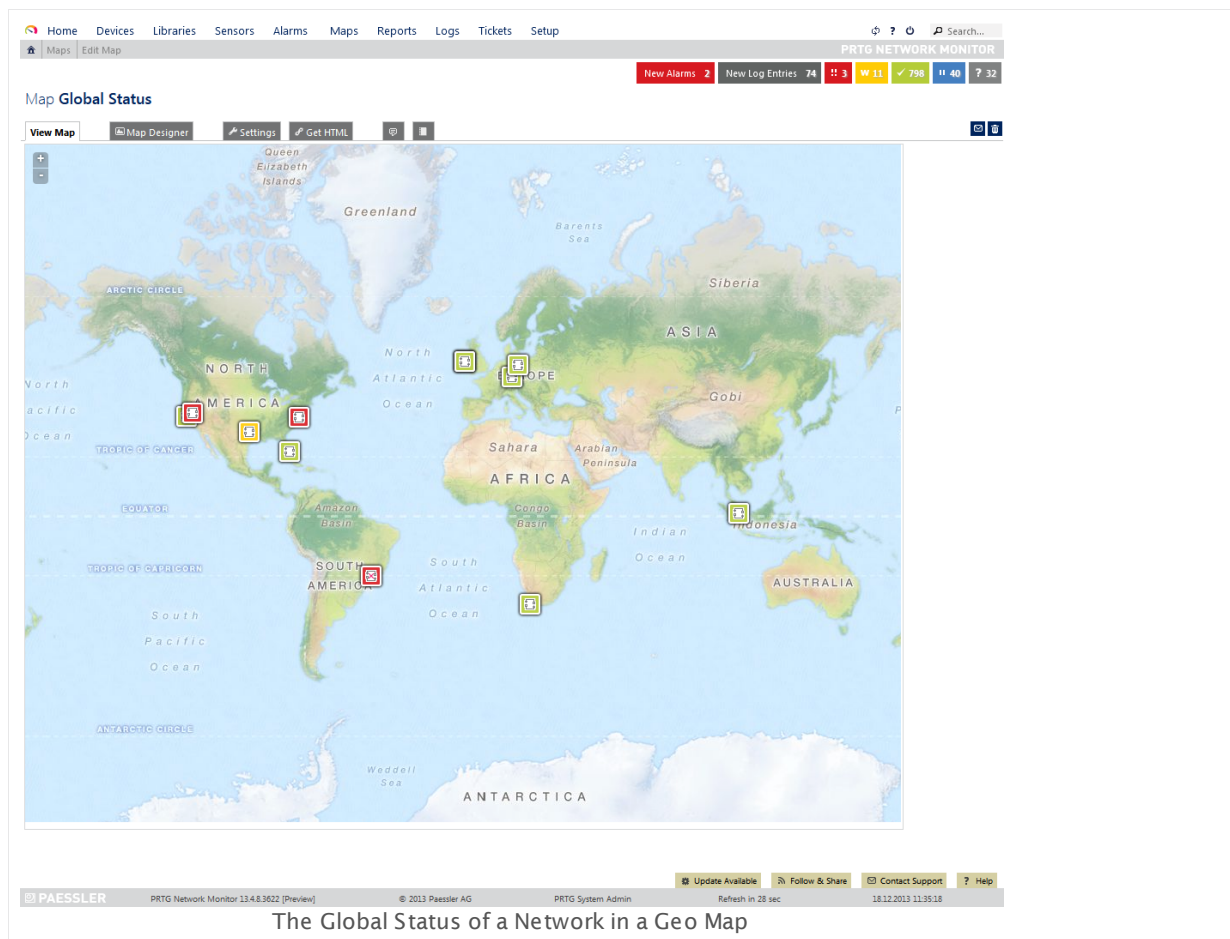 Home Devices Libraries Sensors Alarms Maps Reports Logs Tickets Setup ? Search...
Maps Edit Map PRTG NETWORK MONITOR
New Alarms 2 New Log Entries 74 !! 3 W 11 ✓ 798 II 40 ? 32
Map Global Status
View Map Map Designer Settings Get HTML
+
-
Queen
Elizabeth
Islands
Greenland
Barents
Sea
Siberia
ARCTIC CIRCLE
ASIA
North
Atlantic
Ocean
NORTH
AMERICA
North
acific
Ocean
Gobi
P
TROPIC OF CANCER
Sahara
Arabian
Peninsula
AFRICA
EQUATOR
Amazon
Basin
Congo
Basin
Indian
Ocean
Indonesia
TROPIC OF CAPRICORN
SOUTH
AMERICA
South
Atlantic
Ocean
AUSTRALIA
South
Pacific
Ocean
ANTARCTIC CIRCLE
Weddell
Sea
ANTARCTICA
Update Available Follow & Share Contact Support ? Help
PAESSLER PRTG Network Monitor 13.4.8.3622 [Preview] © 2013 Paessler AG PRTG System Admin Refresh in 28 sec 18.12.2013 11:35:18
The Global Status of a Network in a Geo Map